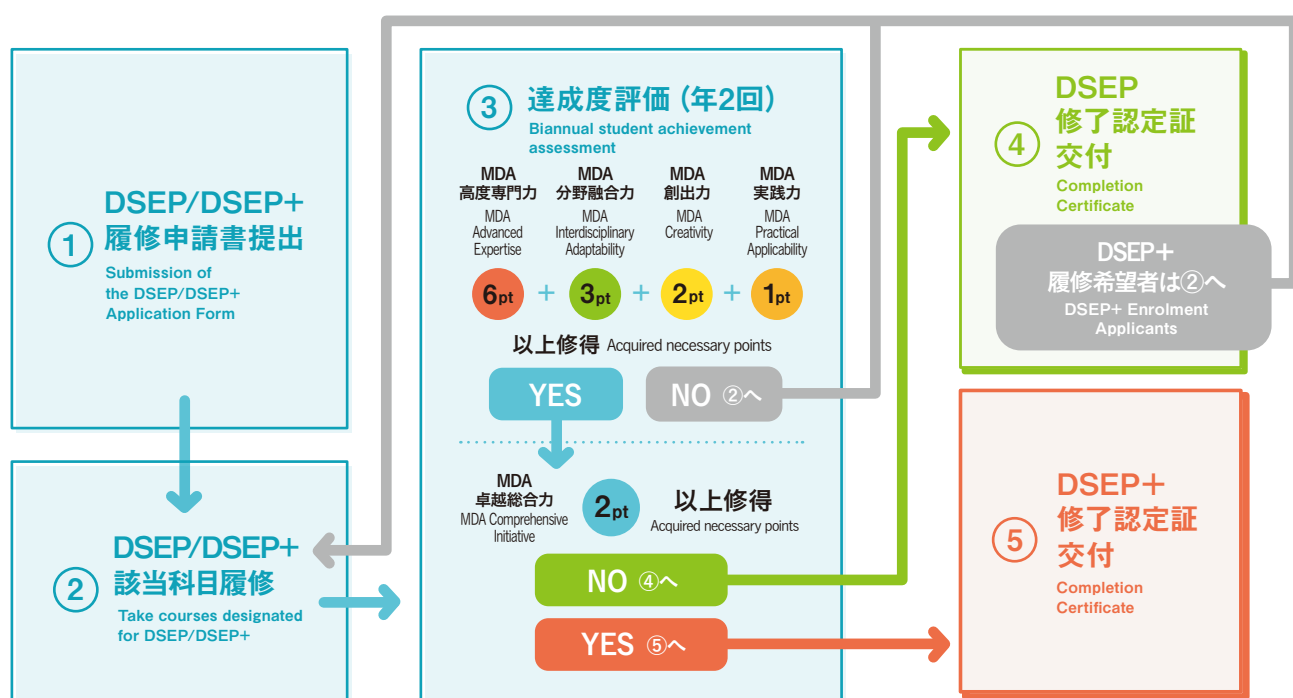 ①
DSEP/DSEP+
履修申請書提出
Submission of
the DSEP/DSEP+
Application Form
②
DSEP/DSEP+
該当科目履修
Take courses designated
for DSEP/DSEP+
③
達成度評価（年2回）
Biannual student achievement
assessment
MDA
高度専門力
MDA
Advanced
Expertise
MDA
分野融合力
MDA
Interdisciplinary
Adaptability
MDA
創出力
MDA
Creativity
MDA
実践力
MDA
Practical
Applicability
6pt + 3pt + 2pt + 1pt
以上修得 Acquired necessary points
YES
NO ②へ
MDA
卓越総合力
MDA Comprehensive
Initiative
2pt
以上修得
Acquired necessary points
NO ④へ
YES ⑤へ
④
DSEP
修了認定証
交付
Completion
Certificate
DSEP+
履修希望者は②へ
DSEP+ Enrolment
Applicants
⑤
DSEP+
修了認定証
交付
Completion
Certificate